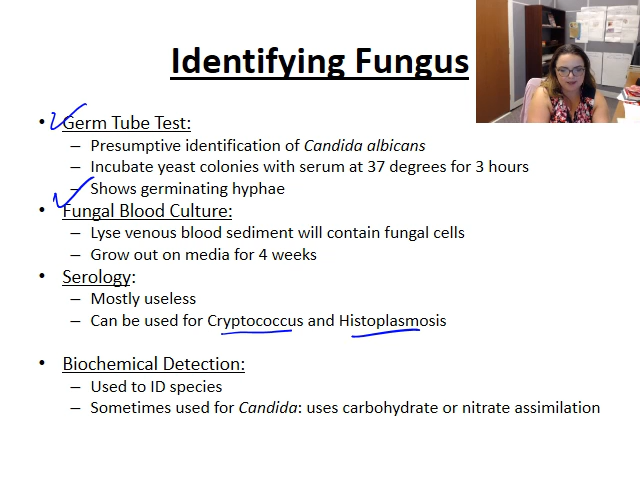 Identifying Fungus
• Germ Tube Test:
– Presumptive identification of Candida albicans
– Incubate yeast colonies with serum at 37 degrees for 3 hours
– Shows germinating hyphae
• Fungal Blood Culture:
– Lyse venous blood sediment will contain fungal cells
– Grow out on media for 4 weeks
• Serology:
– Mostly useless
– Can be used for Cryptococcus and Histoplasmosis
• Biochemical Detection:
– Used to ID species
– Sometimes used for Candida: uses carbohydrate or nitrate assimilation